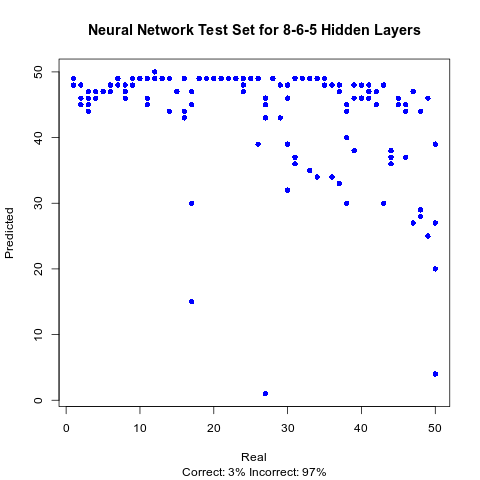 Neural Network Test Set for 8-6-5 Hidden Layers
50
40
30
20
10
0
Predicted
0 10 20 30 40 50
Real
Correct: 3% Incorrect: 97%